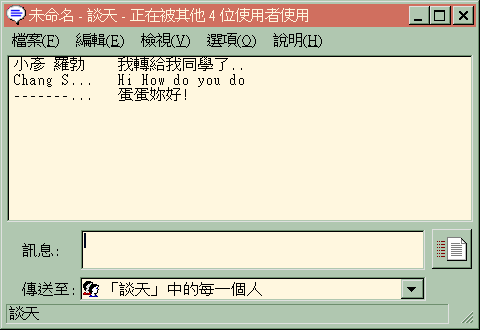 未命名 - 談天 - 正在被其他 4 位使用者使用
檔案(F) 編輯(E) 檢視(V) 選項(O) 說明(H)
小彥 羅勃 我轉給我同學了..
Chang S... Hi How do you do
-------... 蛋蛋妳好!
訊息:
傳送至: 「談天」中的每一個人
談天